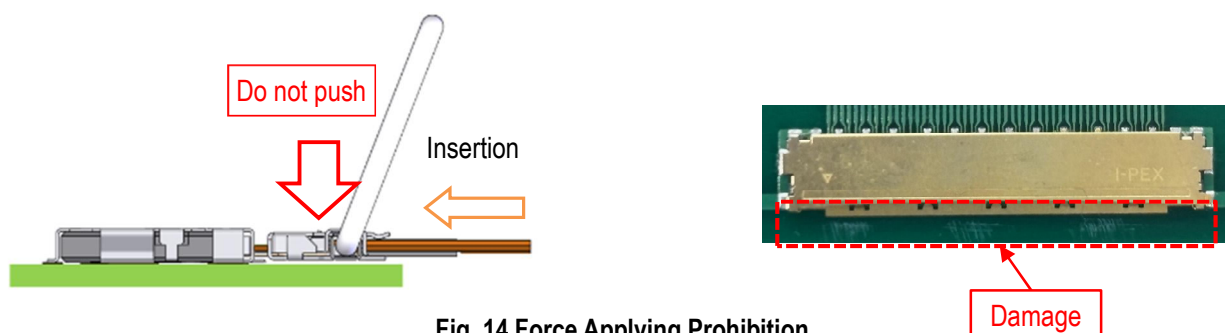 Do not push
Insertion
I-PEX
Damage
Fig. 14 Force Applying Prohibition